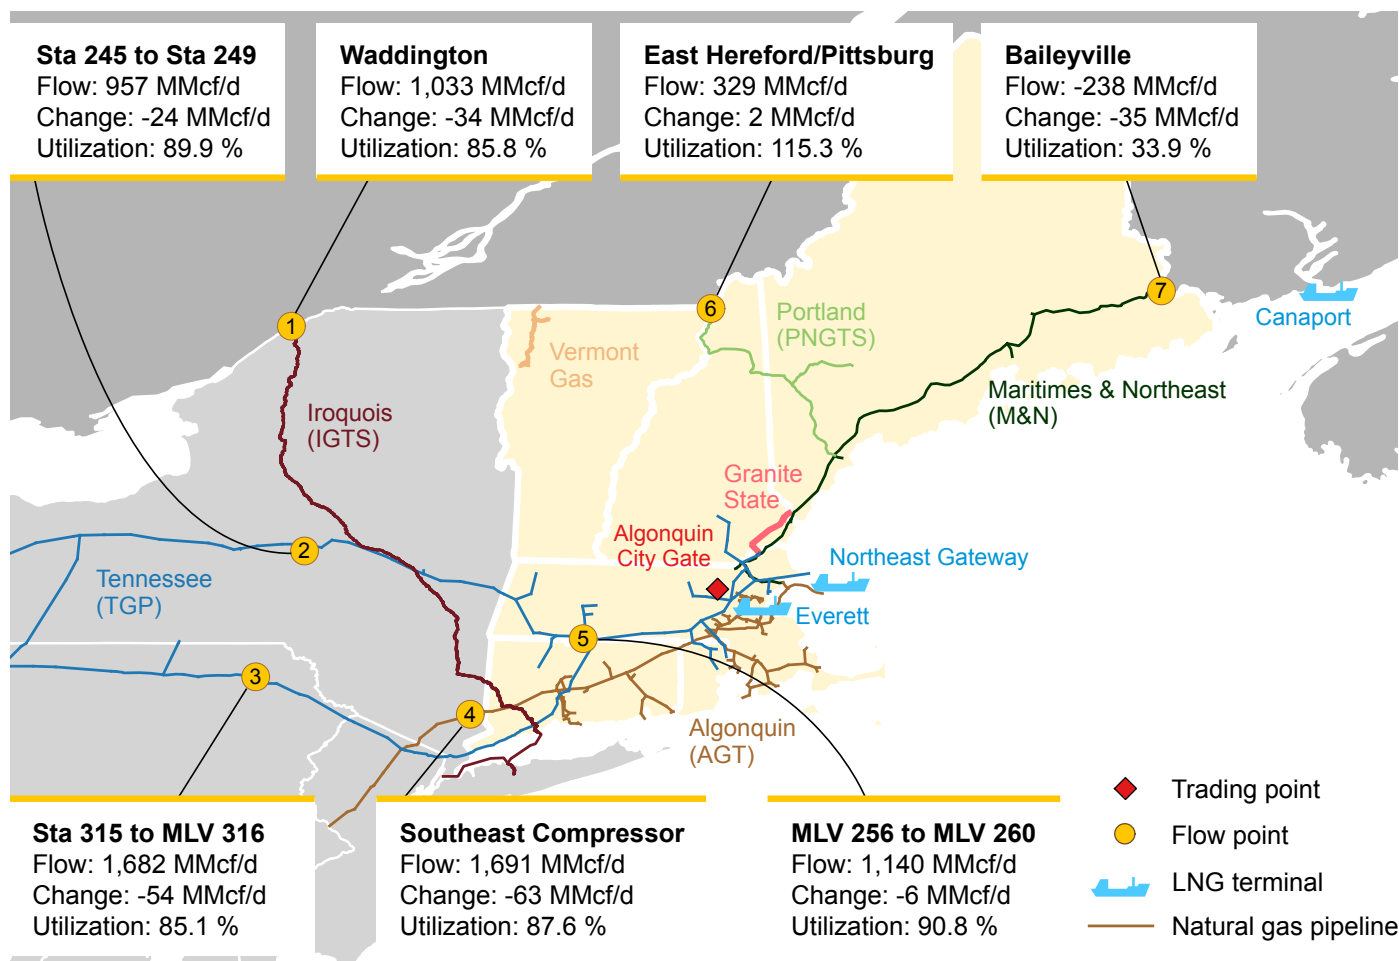 Sta 245 to Sta 249
Flow: 957 MMcf/d
Change: -24 MMcf/d
Utilization: 89.9 %
Waddington
Flow: 1,033 MMcf/d
Change: -34 MMcf/d
Utilization: 85.8 %
East Hereford/Pittsburg
Flow: 329 MMcf/d
Change: 2 MMcf/d
Utilization: 115.3 %
Baileyville
Flow: -238 MMcf/d
Change: -35 MMcf/d
Utilization: 33.9 %
7
6
1
Canaport
Portland
(PNGTS)
Vermont
Gas
Maritimes & Northeast
(M&N)
Iroquois
(IGTS)
Granite
State
Algonquin
City Gate
2
Northeast Gateway
Tennessee
(TGP)
Everett
5
3
4
Algonquin
(AGT)
Sta 315 to MLV 316
Flow: 1,682 MMcf/d
Change: -54 MMcf/d
Utilization: 85.1 %
Southeast Compressor
Flow: 1,691 MMcf/d
Change: -63 MMcf/d
Utilization: 87.6 %
MLV 256 to MLV 260
Flow: 1,140 MMcf/d
Change: -6 MMcf/d
Utilization: 90.8 %
Trading point
Flow point
LNG terminal
Natural gas pipeline